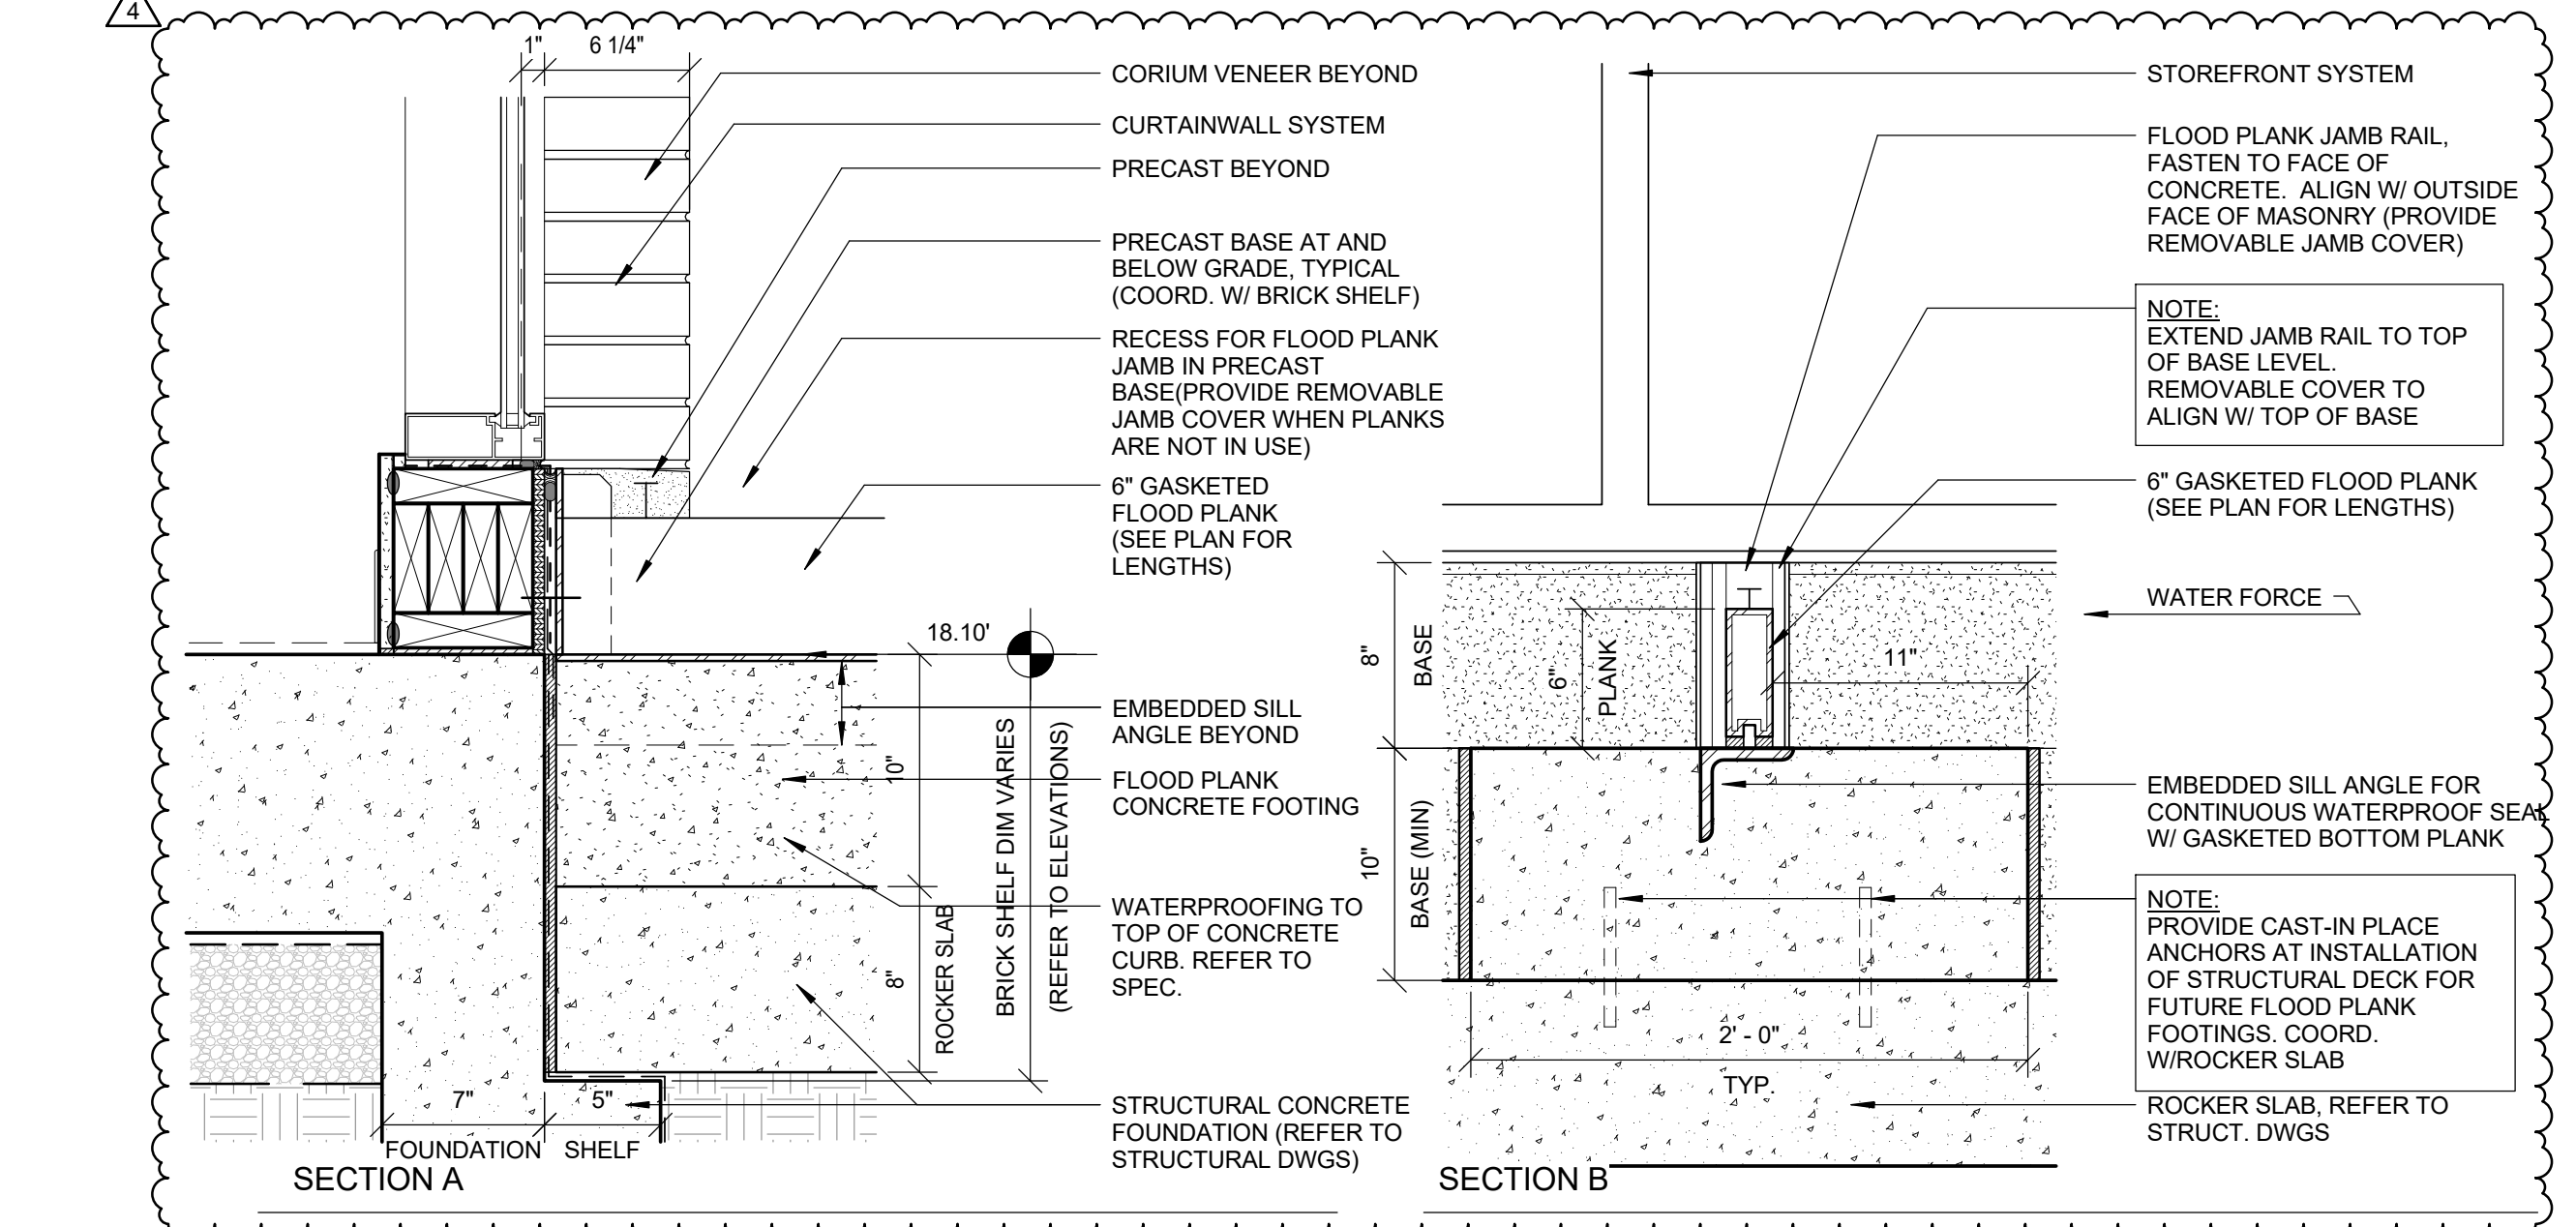 4
1"
6 1/4"
CORIUM VENEER BEYOND
CURTAINWALL SYSTEM
PRECAST BEYOND
PRECAST BASE AT AND
BELOW GRADE, TYPICAL
(COORD. W/ BRICK SHELF)
RECESS FOR FLOOD PLANK
JAMB IN PRECAST
BASE(PROVIDE REMOVABLE
JAMB COVER WHEN PLANKS
ARE NOT IN USE)
6" GASKETED
FLOOD PLANK
(SEE PLAN FOR
LENGTHS)
18.10'
EMBEDDED SILL
ANGLE BEYOND
FLOOD PLANK
CONCRETE FOOTING
WATERPROOFING TO
TOP OF CONCRETE
CURB. REFER TO
SPEC.
STRUCTURAL CONCRETE
FOUNDATION (REFER TO
STRUCTURAL DWGS)
10"
8"
ROCKER SLAB
BRICK SHELF DIM VARIES
(REFER TO ELEVATIONS)
7"
5"
FOUNDATION
SHELF
SECTION A
STOREFRONT SYSTEM
FLOOD PLANK JAMB RAIL,
FASTEN TO FACE OF
CONCRETE. ALIGN W/ OUTSIDE
FACE OF MASONRY (PROVIDE
REMOVABLE JAMB COVER)
NOTE:
EXTEND JAMB RAIL TO TOP
OF BASE LEVEL.
REMOVABLE COVER TO
ALIGN W/ TOP OF BASE
6" GASKETED FLOOD PLANK
(SEE PLAN FOR LENGTHS)
WATER FORCE
8"
BASE
6"
PLANK
11"
10"
BASE (MIN)
EMBEDDED SILL ANGLE FOR
CONTINUOUS WATERPROOF SEAL
W/ GASKETED BOTTOM PLANK
NOTE:
PROVIDE CAST-IN PLACE
ANCHORS AT INSTALLATION
OF STRUCTURAL DECK FOR
FUTURE FLOOD PLANK
FOOTINGS. COORD.
W/ROCKER SLAB
2' - 0"
TYP.
ROCKER SLAB, REFER TO
STRUCT. DWGS
SECTION B